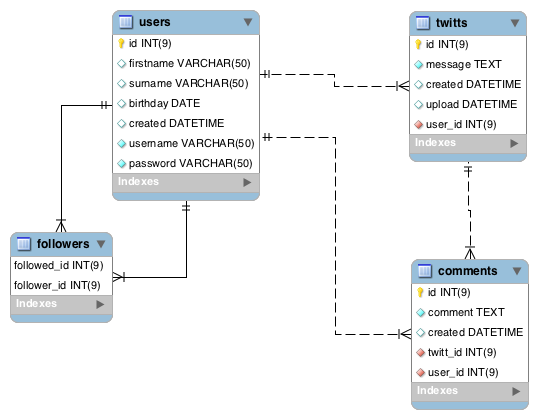 users
id INT(9)
firstname VARCHAR(50)
surname VARCHAR(50)
birthday DATE
created DATETIME
username VARCHAR(50)
password VARCHAR(50)
Indexes
twitts
id INT(9)
message TEXT
created DATETIME
upload DATETIME
user_id INT(9)
Indexes
followers
followed_id INT(9)
follower_id INT(9)
Indexes
comments
id INT(9)
comment TEXT
created DATETIME
twitt_id INT(9)
user_id INT(9)
Indexes